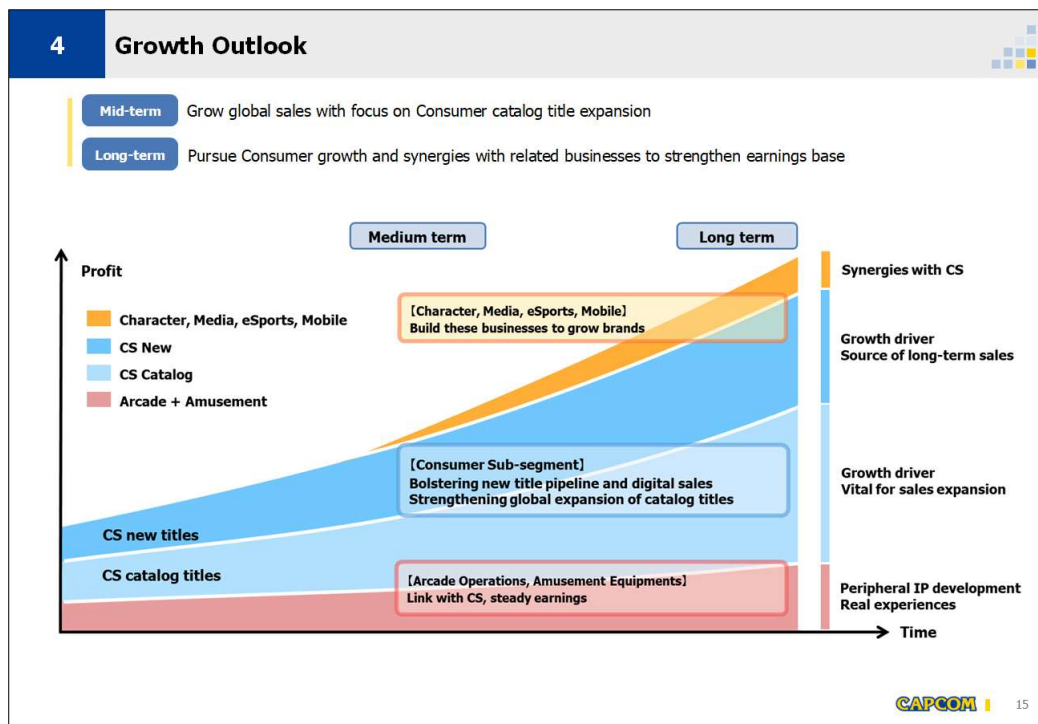 4
Growth Outlook
Mid-term
Grow global sales with focus on Consumer catalog title expansion
Long-term
Pursue Consumer growth and synergies with related businesses to strengthen earnings base
Medium term
Long term
Profit
Character, Media, eSports, Mobile
CS New
CS Catalog
Arcade + Amusement
【Character, Media, eSports, Mobile】
Build these businesses to grow brands
【Consumer Sub-segment】
Bolstering new title pipeline and digital sales
Strengthening global expansion of catalog titles
CS new titles
CS catalog titles
【Arcade Operations, Amusement Equipments】
Link with CS, steady earnings
Synergies with CS
Growth driver
Source of long-term sales
Growth driver
Vital for sales expansion
Peripheral IP development
Real experiences
Time
CAPCOM
15